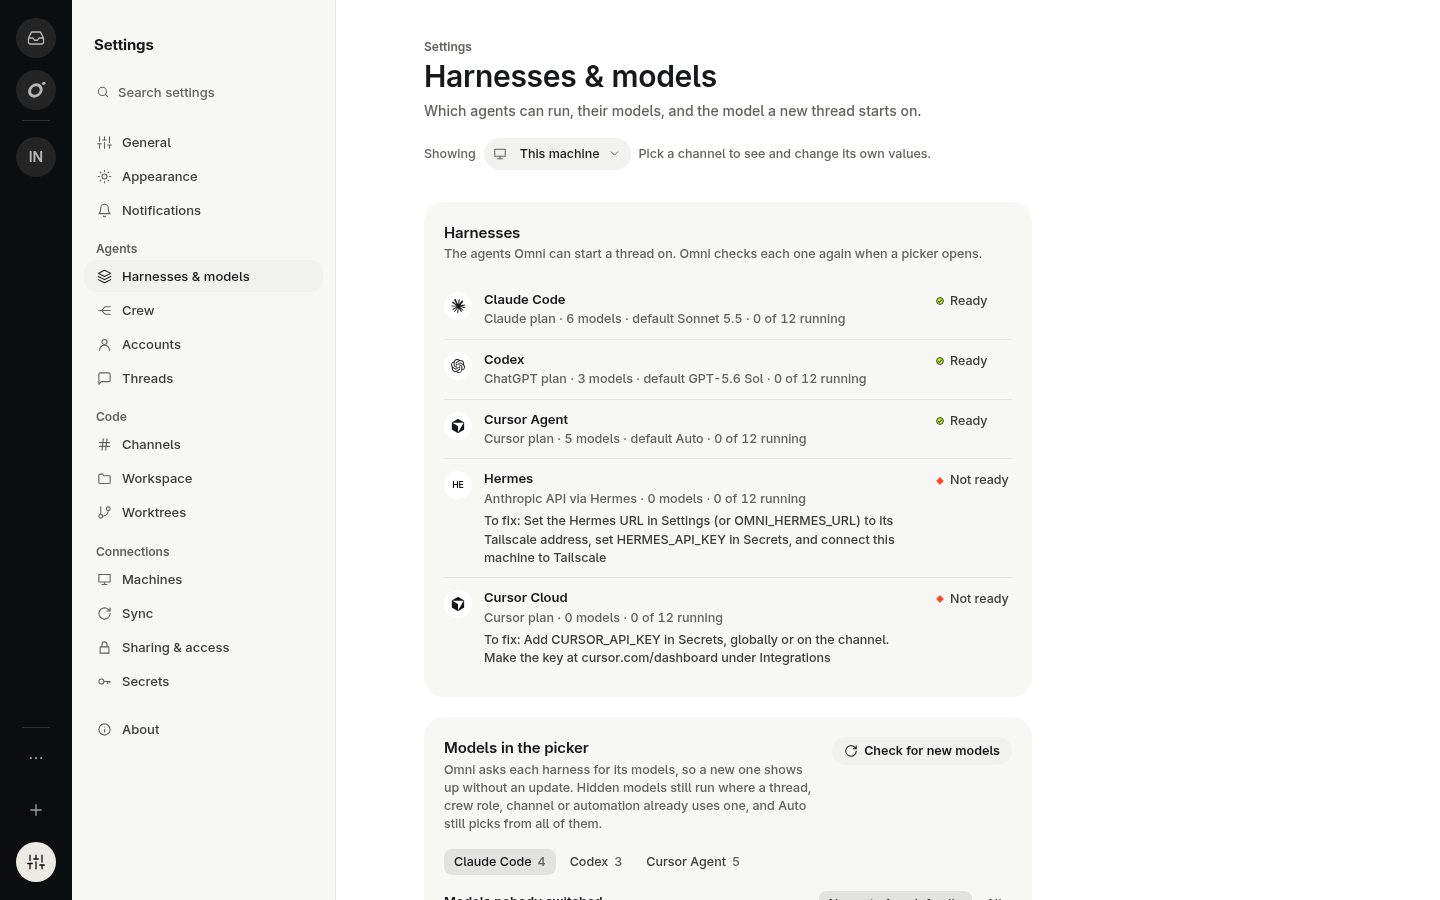 Settings
Search settings
General
Appearance
Notifications
Agents
Harnesses & models
Crew
Accounts
Threads
Code
Channels
Workspace
Worktrees
Connections
Machines
Sync
Sharing & access
Secrets
About
IN
Settings
Harnesses & models
Which agents can run, their models, and the model a new thread starts on.
Showing This machine Pick a channel to see and change its own values.
Harnesses
The agents Omni can start a thread on. Omni checks each one again when a picker opens.
Claude Code Ready
Claude plan · 6 models · default Sonnet 5.5 · 0 of 12 running
Codex Ready
ChatGPT plan · 3 models · default GPT-5.6 Sol · 0 of 12 running
Cursor Agent Ready
Cursor plan · 5 models · default Auto · 0 of 12 running
HE Hermes Not ready
Anthropic API via Hermes · 0 models · 0 of 12 running
To fix: Set the Hermes URL in Settings (or OMNI_HERMES_URL) to its
Tailscale address, set HERMES_API_KEY in Secrets, and connect this
machine to Tailscale
Cursor Cloud Not ready
Cursor plan · 0 models · 0 of 12 running
To fix: Add CURSOR_API_KEY in Secrets, globally or on the channel.
Make the key at cursor.com/dashboard under Integrations
Models in the picker Check for new models
Omni asks each harness for its models, so a new one shows
up without an update. Hidden models still run where a thread,
crew role, channel or automation already uses one, and Auto
still picks from all of them.
Claude Code 4 Codex 3 Cursor Agent 5
Models nobody switched